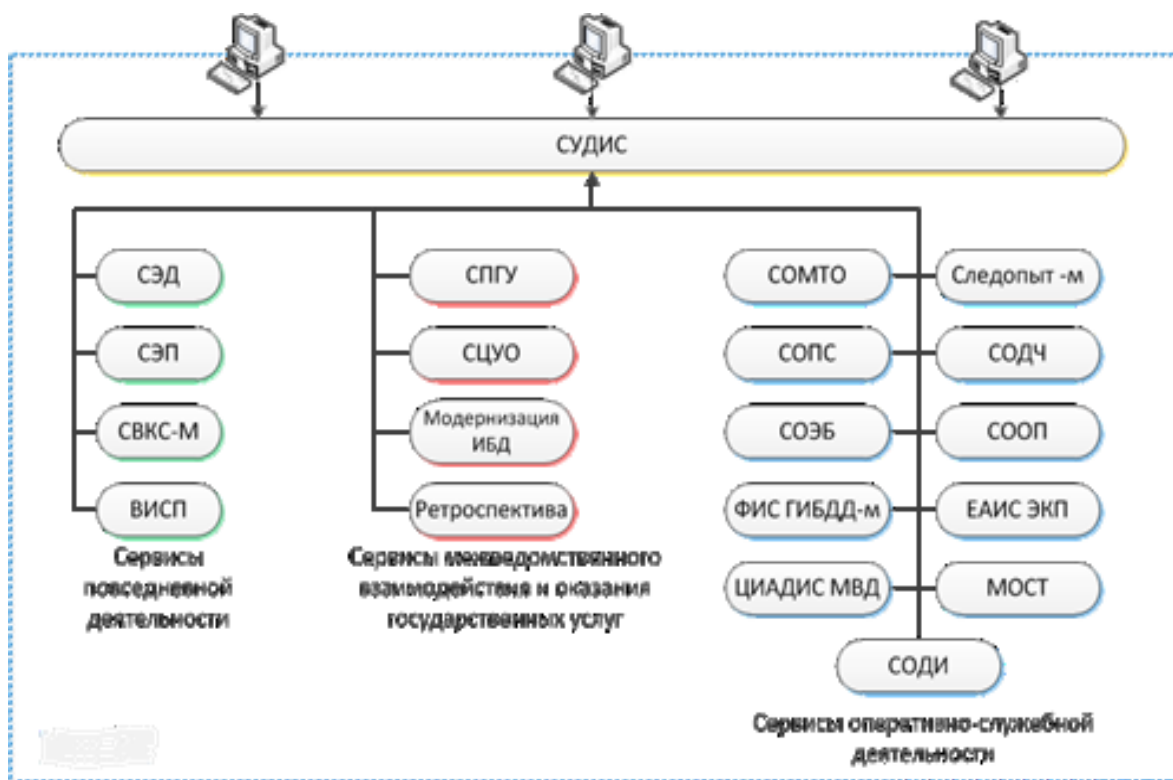 СУДИС
СЭД
СЭП
СВКС-М
ВИСП
Сервисы
повседневной
деятельности
СПГУ
СЦУО
Модернизация
ИБД
Ретроспектива
Сервисы межведомственного
взаимодействия и оказания
государственных услуг
СОМТО
Следопыт -м
СОПС
СОДЧ
СОЭБ
СООП
ФИС ГИБДД-м
ЕАИС ЭКП
ЦИАДИС МВД
МОСТ
СОДИ
Сервисы оперативно-служебной
деятельности